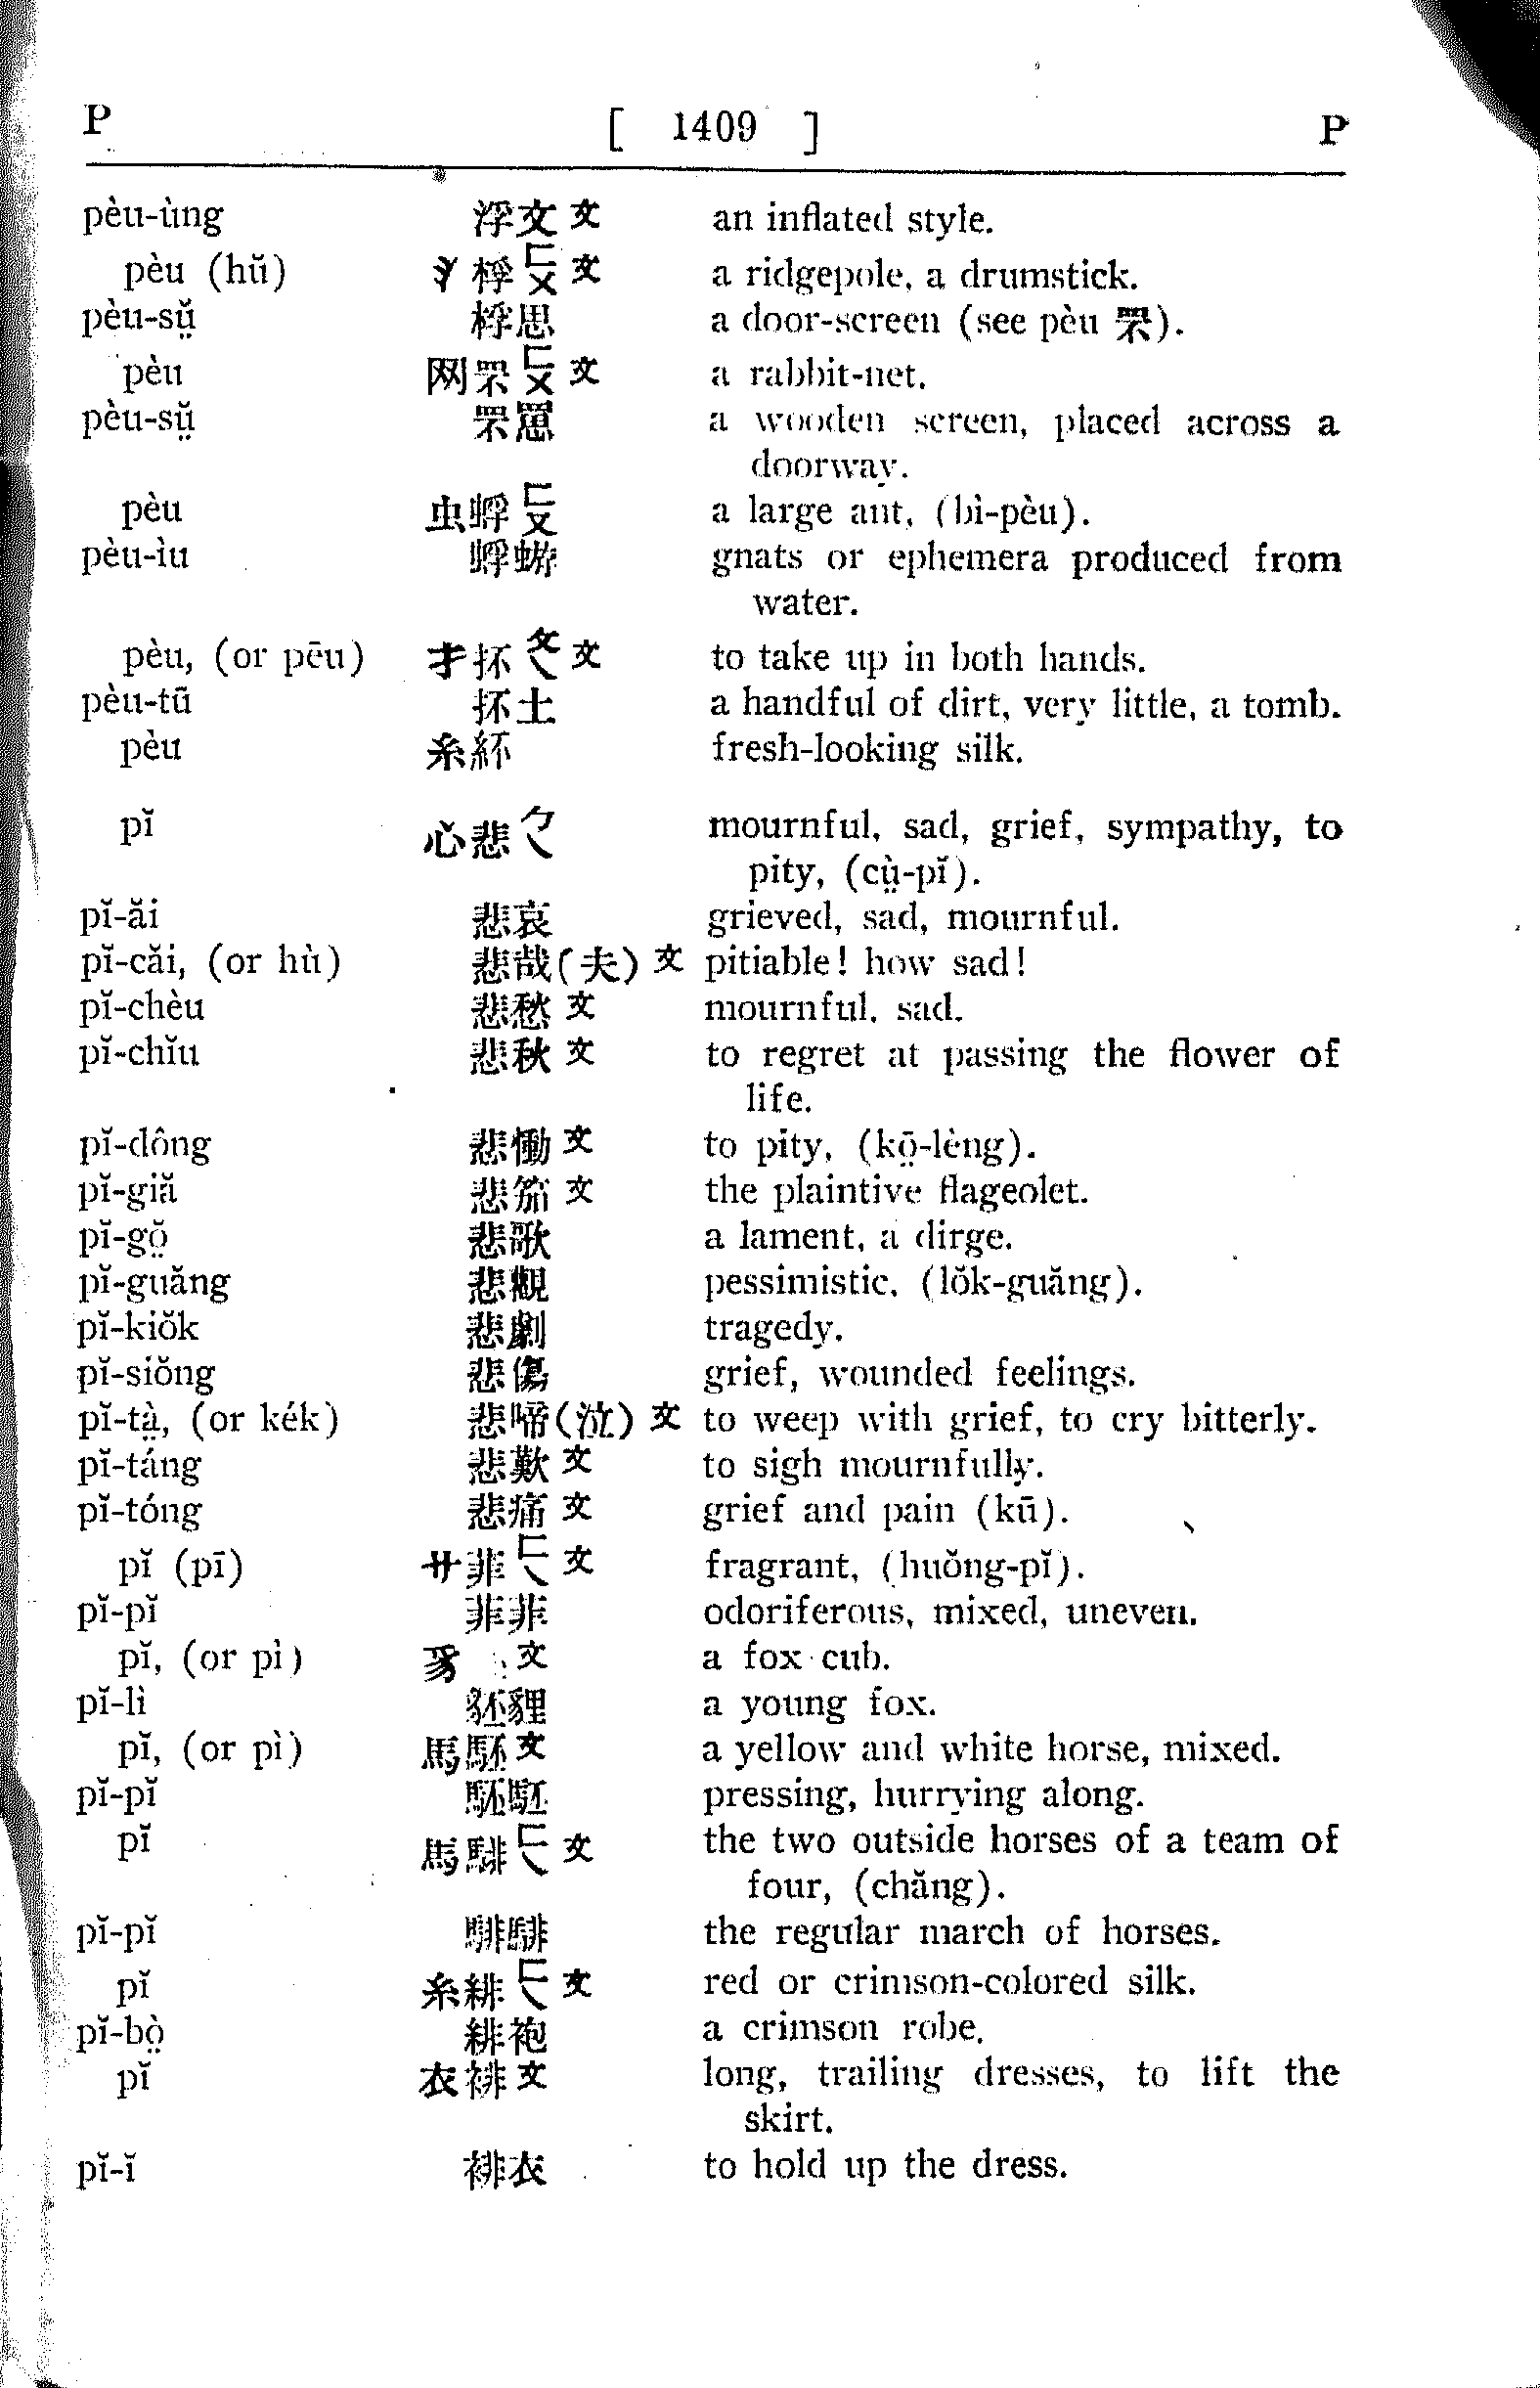 P [ 1409 ] P
pèu-ùng 浮文 文 an inflated style.
pèu (hŭ) 桴 ㄈㄨ 文 a ridgepole, a drumstick.
pèu-sṳ̆ 桴思 a door-screen (see pèu 罘).
pèu 网罘 ㄈㄨ 文 a rabbit-net.
pèu-sṳ̆ 罘罳 a wooden screen, placed across a
doorway.
pèu 虫蜉 ㄈㄡ a large ant, (bì-pèu).
pèu-ìu 蜉蝣 gnats or ephemera produced from
water.
pèu, (or pēu) 才抔 ㄆㄟ 文 to take up in both hands.
pèu-tū 抔土 a handful of dirt, very little, a tomb.
pèu 糸紑 fresh-looking silk.
pĭ 心悲 ㄅㄟ mournful, sad, grief, sympathy, to
pity, (cṳ̀-pĭ).
pĭ-ăi 悲哀 grieved, sad, mournful.
pĭ-căi, (or hù) 悲哉(夫) 文 pitiable! how sad!
pĭ-chèu 悲愁 文 mournful, sad.
pĭ-chĭu 悲秋 文 to regret at passing the flower of
life.
pĭ-dông 悲慟 文 to pity, (kō̤-lèng).
pĭ-giă 悲笳 文 the plaintive flageolet.
pĭ-gŏ̤ 悲歌 a lament, a dirge.
pĭ-guăng 悲觀 pessimistic, (lŏk-guăng).
pĭ-kiŏk 悲劇 tragedy.
pĭ-siŏng 悲傷 grief, wounded feelings.
pĭ-tà̤, (or kék) 悲啼(泣) 文 to weep with grief, to cry bitterly.
pĭ-táng 悲歎 文 to sigh mournfully.
pĭ-tóng 悲痛 文 grief and pain (kū).
pĭ (pī) 艹菲 ㄈㄟ 文 fragrant, (huŏng-pĭ).
pĭ-pĭ 菲菲 odoriferous, mixed, uneven.
pĭ, (or pì) 豸 文 a fox cub.
pĭ-lì 豾貍 a young fox.
pĭ, (or pì) 馬駓 文 a yellow and white horse, mixed.
pĭ-pĭ 駓駓 pressing, hurrying along.
pĭ 馬騑 ㄈㄟ 文 the two outside horses of a team of
four, (chăng).
pĭ-pĭ 騑騑 the regular march of horses.
pĭ 糸緋 ㄈㄟ 文 red or crimson-colored silk.
pĭ-bò̤ 緋袍 a crimson robe.
pĭ 衣裶 文 long, trailing dresses, to lift the
skirt.
pĭ-ĭ 裶衣 to hold up the dress.